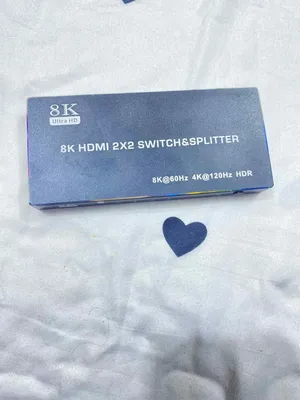 8K
Ultra HD
8K HDMI 2X2 SWITCH&SPLITTER
8K@60Hz 4K@120Hz HDR